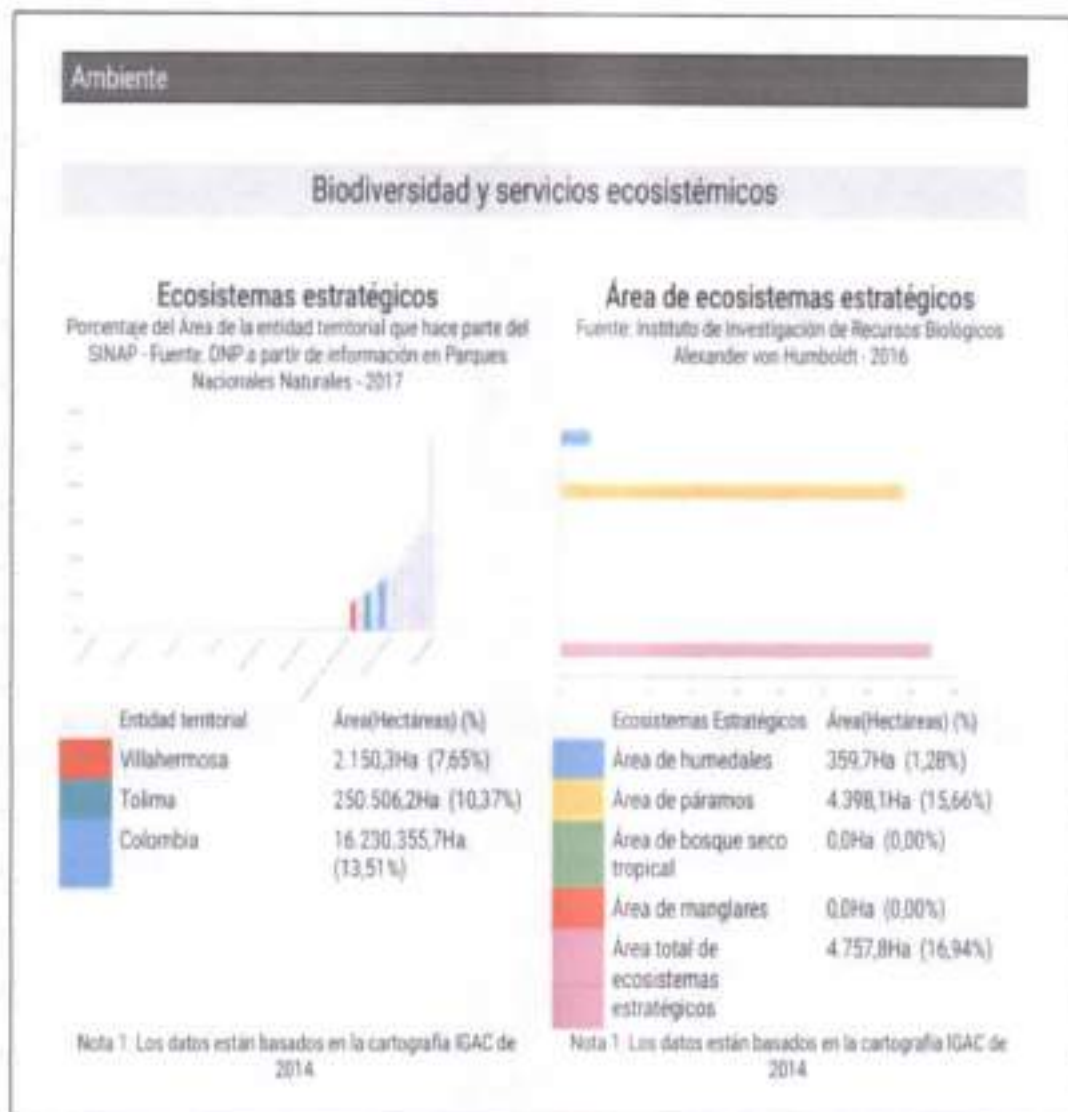 Ambiente
Biodiversidad y servicios ecosistémicos
Ecosistemas estratégicos
Porcentaje del Área de la entidad territorial que hace parte del
SINAP - Fuente: DNP a partir de información en Parques
Nacionales Naturales - 2017
Entidad territorial Área(Hectáreas) (%)
Villahermosa 2.150,3Ha (7,65%)
Tolima 250.506,2Ha (10,37%)
Colombia 16.230.355,7Ha
(13,51%)
Nota 1: Los datos están basados en la cartografía IGAC de
2014
Área de ecosistemas estratégicos
Fuente: Instituto de Investigación de Recursos Biológicos
Alexander von Humboldt - 2016
Ecosistemas Estratégicos Área(Hectáreas) (%)
Área de humedales 359,7Ha (1,28%)
Área de páramos 4.398,1Ha (15,66%)
Área de bosque seco 0,0Ha (0,00%)
tropical
Área de manglares 0,0Ha (0,00%)
Área total de 4.757,8Ha (16,94%)
ecosistemas
estratégicos
Nota 1: Los datos están basados en la cartografía IGAC de
2014